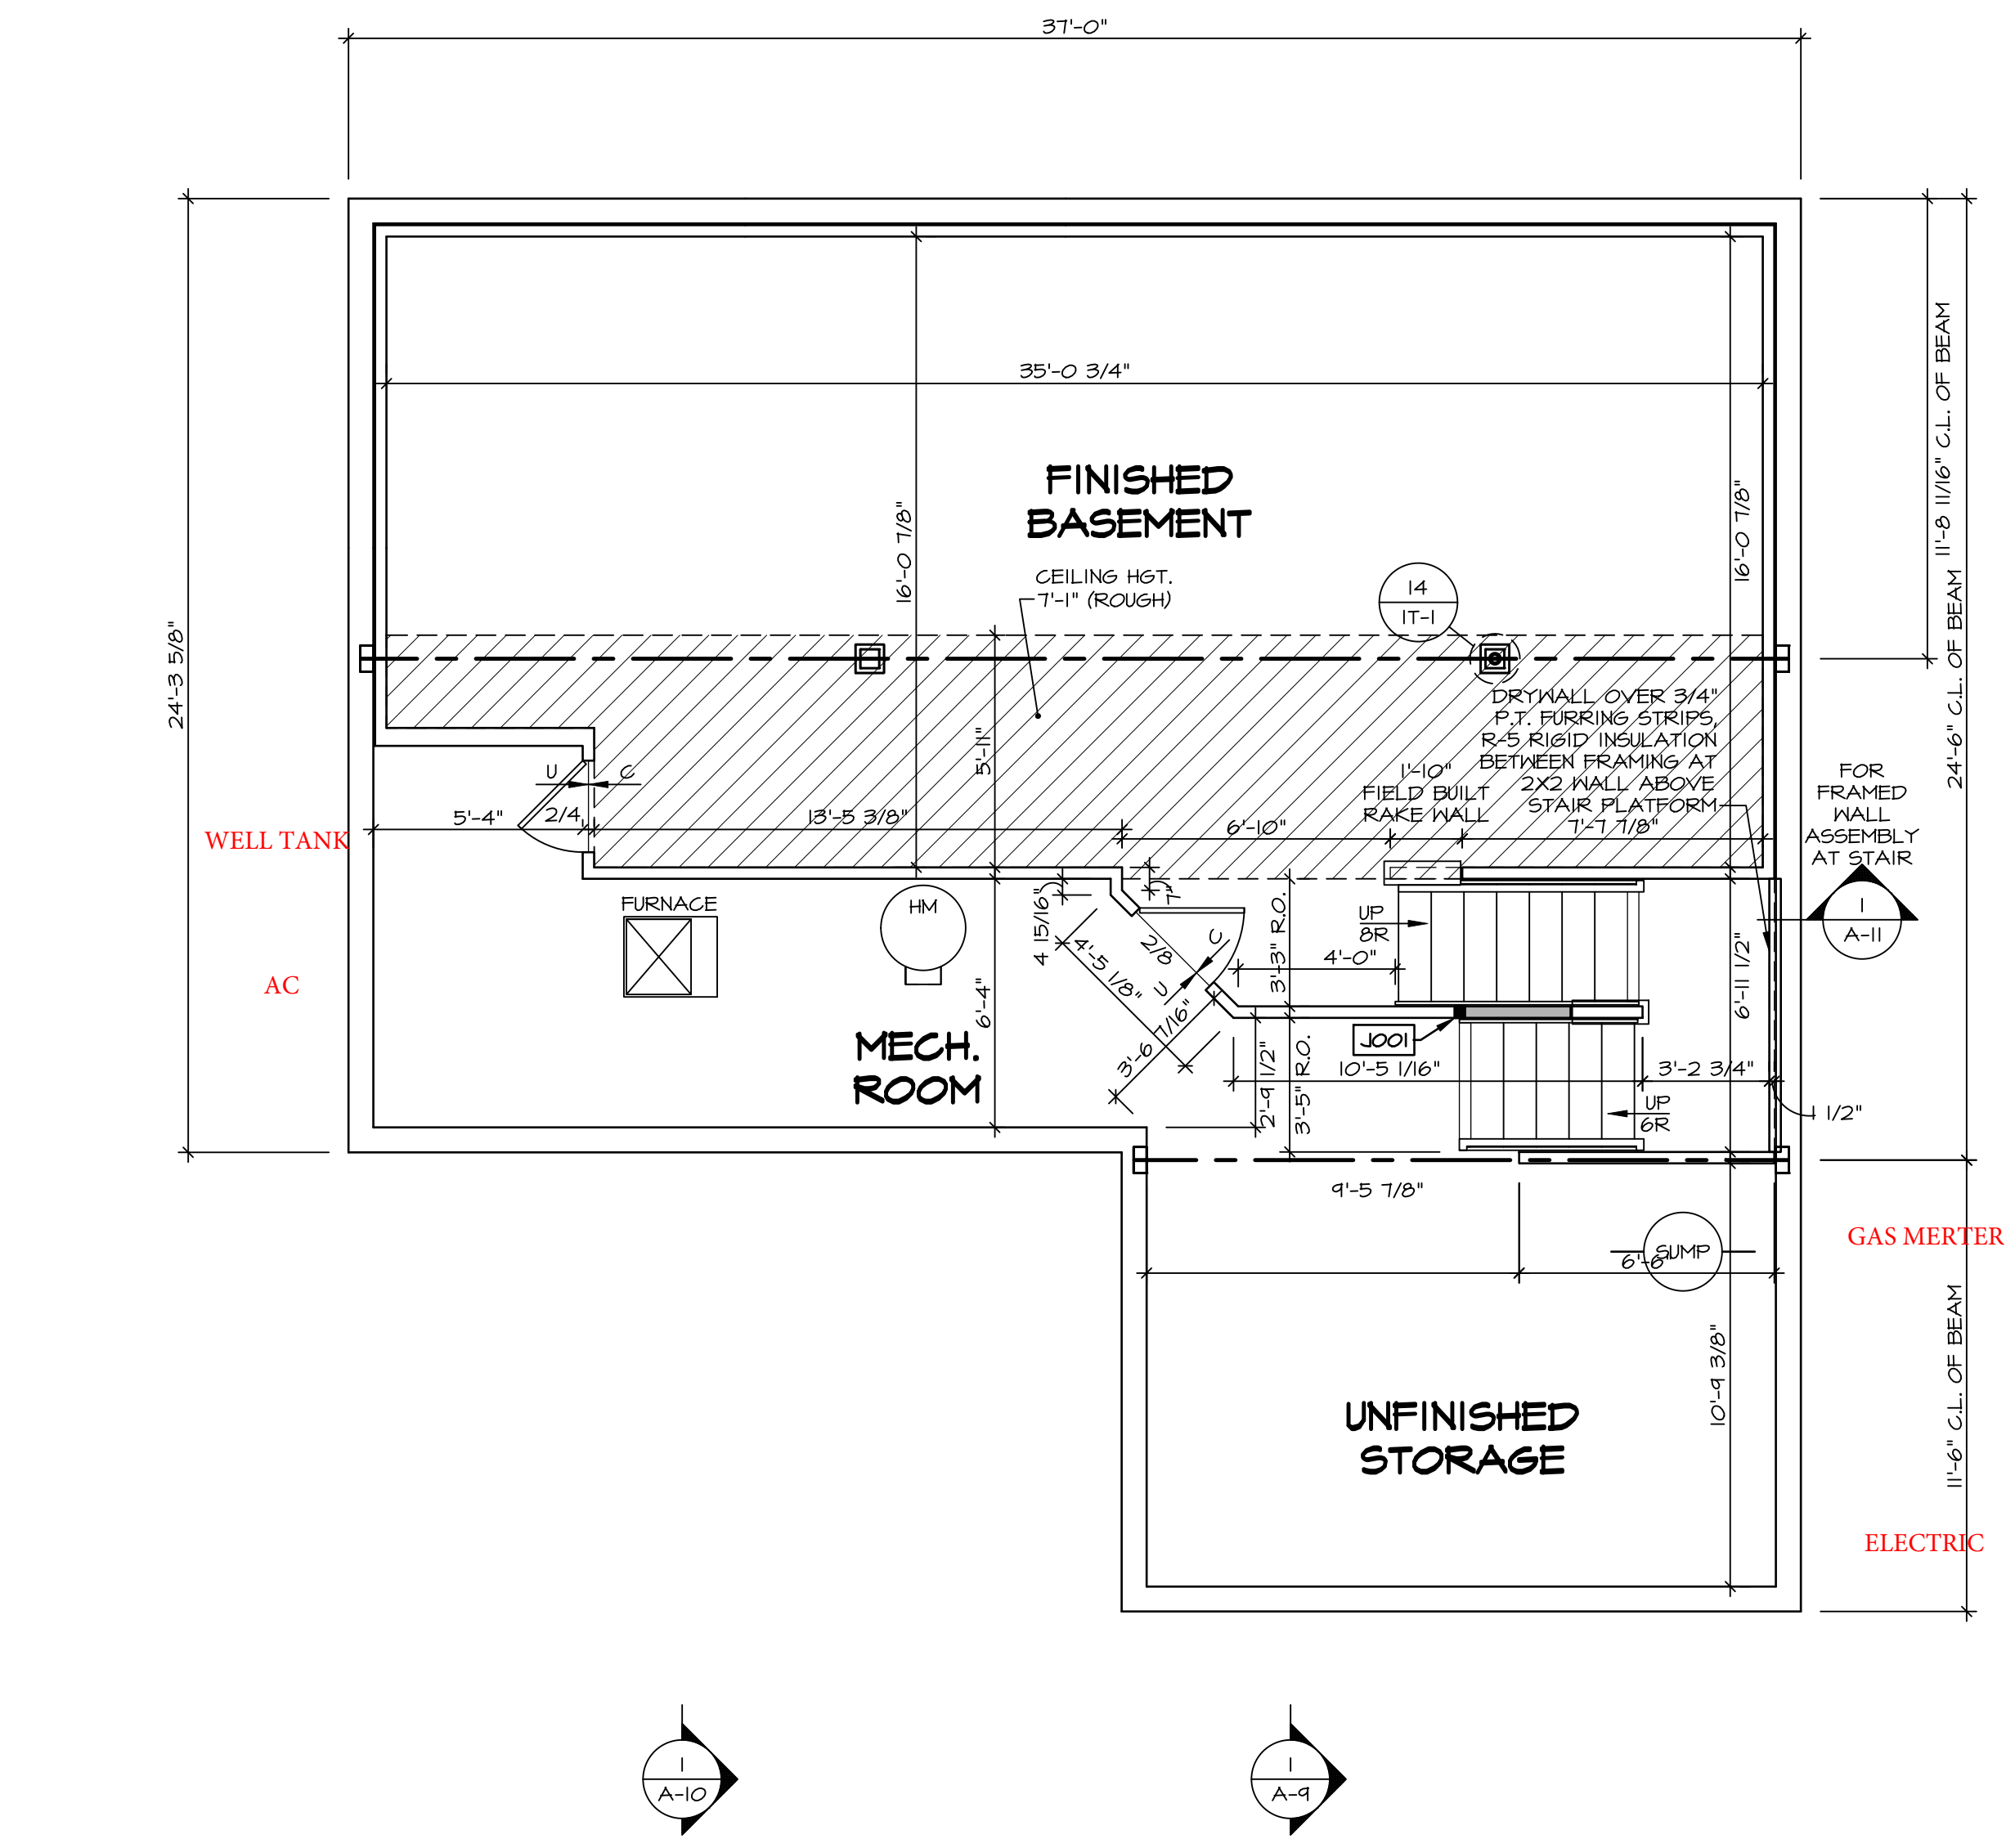 37'-0"
24'-3 5/8"
11'-8 11/16" C.L. OF BEAM
24'-6" C.L. OF BEAM
35'-0 3/4"
FINISHED
BASEMENT
16'-0 7/8"
16'-0 7/8"
CEILING HGT.
7'-1" (ROUGH)
14
1T-1
DRYWALL OVER 3/4"
P.T. FURRING STRIPS,
R-5 RIGID INSULATION
BETWEEN FRAMING AT
2X2 WALL ABOVE
STAIR PLATFORM
5'-11"
1'-10"
FIELD BUILT
RAKE WALL
7'-7 7/8"
FOR
FRAMED
WALL
ASSEMBLY
AT STAIR
1
A-11
U
C
2/4
5'-4"
13'-5 3/8"
6'-10"
WELL TANK
AC
FURNACE
HM
4 15/16"
7"
2/8
C
U
4'-5 1/8"
3'-6 7/16"
UP
8R
4'-0"
3'-3" R.O.
6'-11 1/2"
6'-4"
MECH.
ROOM
J001
2'-9 1/2"
3'-5" R.O.
10'-5 1/16"
3'-2 3/4"
UP
6R
1 1/2"
9'-5 7/8"
SUMP
6'-6"
GAS MERTER
10'-9 3/8"
11'-6" C.L. OF BEAM
UNFINISHED
STORAGE
ELECTRIC
1
A-10
1
A-9